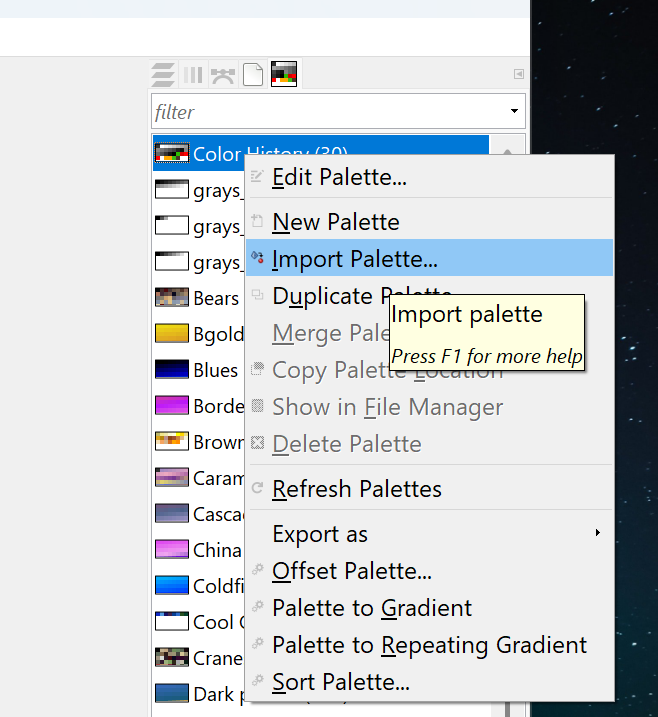 filter
Color History (30)
Edit Palette...
grays_
New Palette
grays_
Import Palette...
grays_
Duplicate Palette
Bears
Import palette
Merge Pale
Bgold
Press F1 for more help
Blues
Copy Palette Location
Borde
Show in File Manager
Brown
Delete Palette
Caram
Refresh Palettes
Casca
Export as
China
Offset Palette...
Coldfi
Palette to Gradient
Cool
Palette to Repeating Gradient
Crane
Sort Palette...
Dark